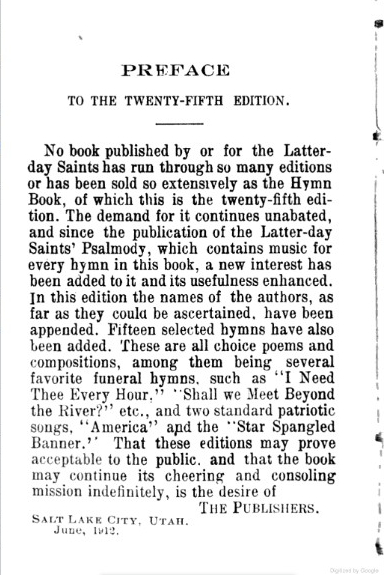 PREFACE
TO THE TWENTY-FIFTH EDITION.
No book published by or for the Latter-
day Saints has run through so many editions
or has been sold so extensively as the Hymn
Book, of which this is the twenty-fifth edi-
tion. The demand for it continues unabated,
and since the publication of the Latter-day
Saints' Psalmody, which contains music for
every hymn in this book, a new interest has
been added to it and its usefulness enhanced.
In this edition the names of the authors, as
far as they could be ascertained, have been
appended. Fifteen selected hymns have also
been added. These are all choice poems and
compositions, among them being several
favorite funeral hymns, such as "I Need
Thee Every Hour," "Shall we Meet Beyond
the River?" etc., and two standard patriotic
songs, "America" and the "Star Spangled
Banner." That these editions may prove
acceptable to the public, and that the book
may continue its cheering and consoling
mission indefinitely, is the desire of
THE PUBLISHERS.
SALT LAKE CITY, UTAH.
June, 1912.
Digitized by Google